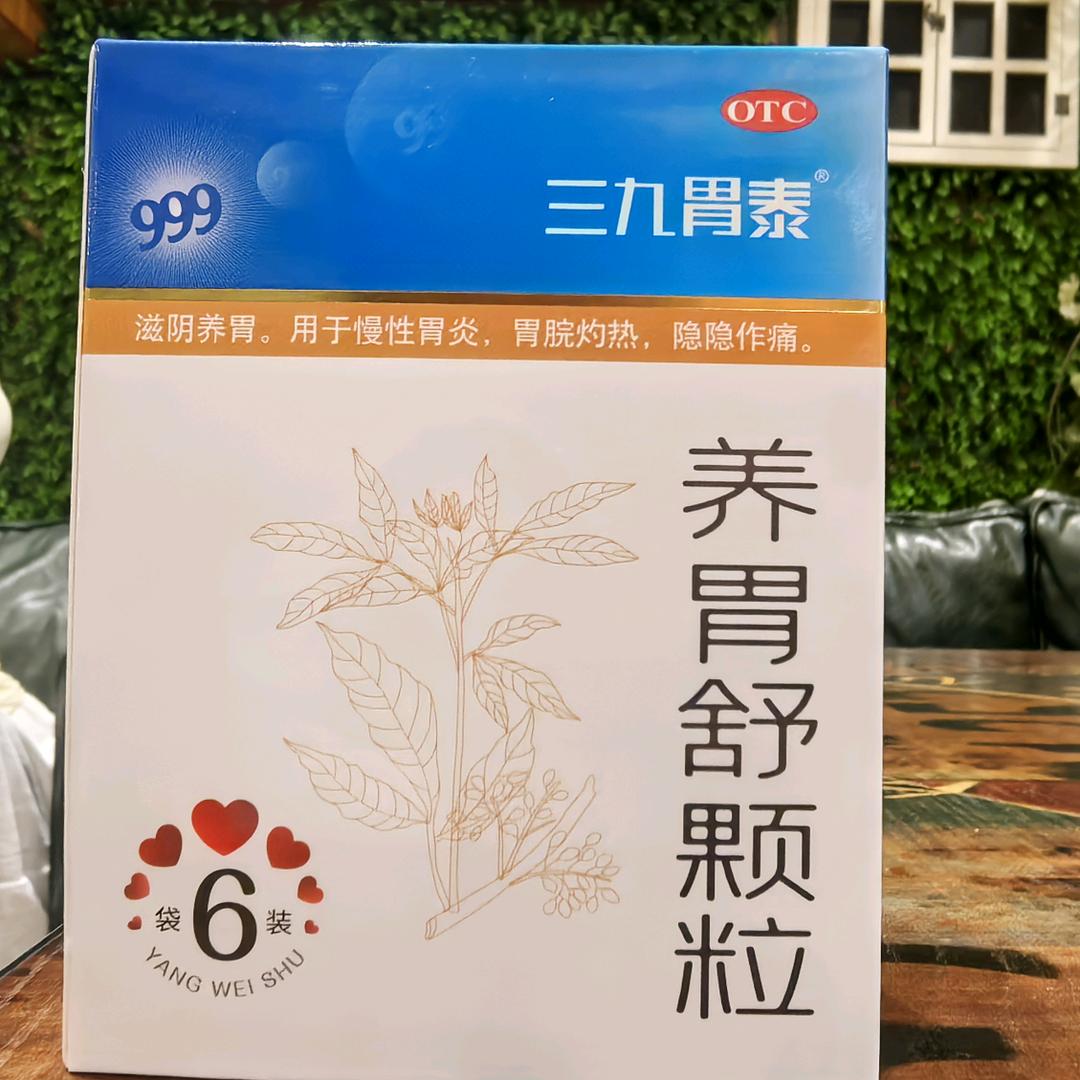 OTC
999
三九胃泰®
滋阴养胃。用于慢性胃炎，胃脘灼热，隐隐作痛。
养胃舒颗粒
袋6装
YANG WEI SHU